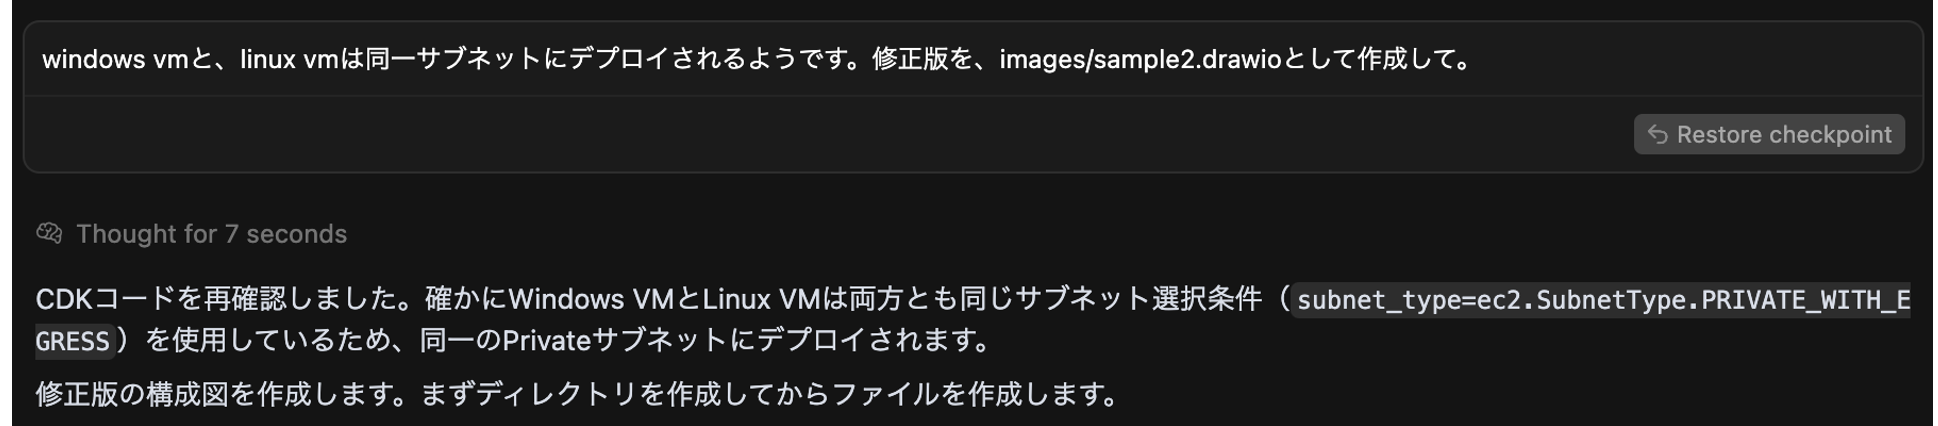 windows vmと、linux vmは同一サブネットにデプロイされるようです。修正版を、images/sample2.drawioとして作成して。
Restore checkpoint
Thought for 7 seconds
CDKコードを再確認しました。確かにWindows VMとLinux VMは両方とも同じサブネット選択条件（subnet_type=ec2.SubnetType.PRIVATE_WITH_E
GRESS）を使用しているため、同一のPrivateサブネットにデプロイされます。
修正版の構成図を作成します。まずディレクトリを作成してからファイルを作成します。